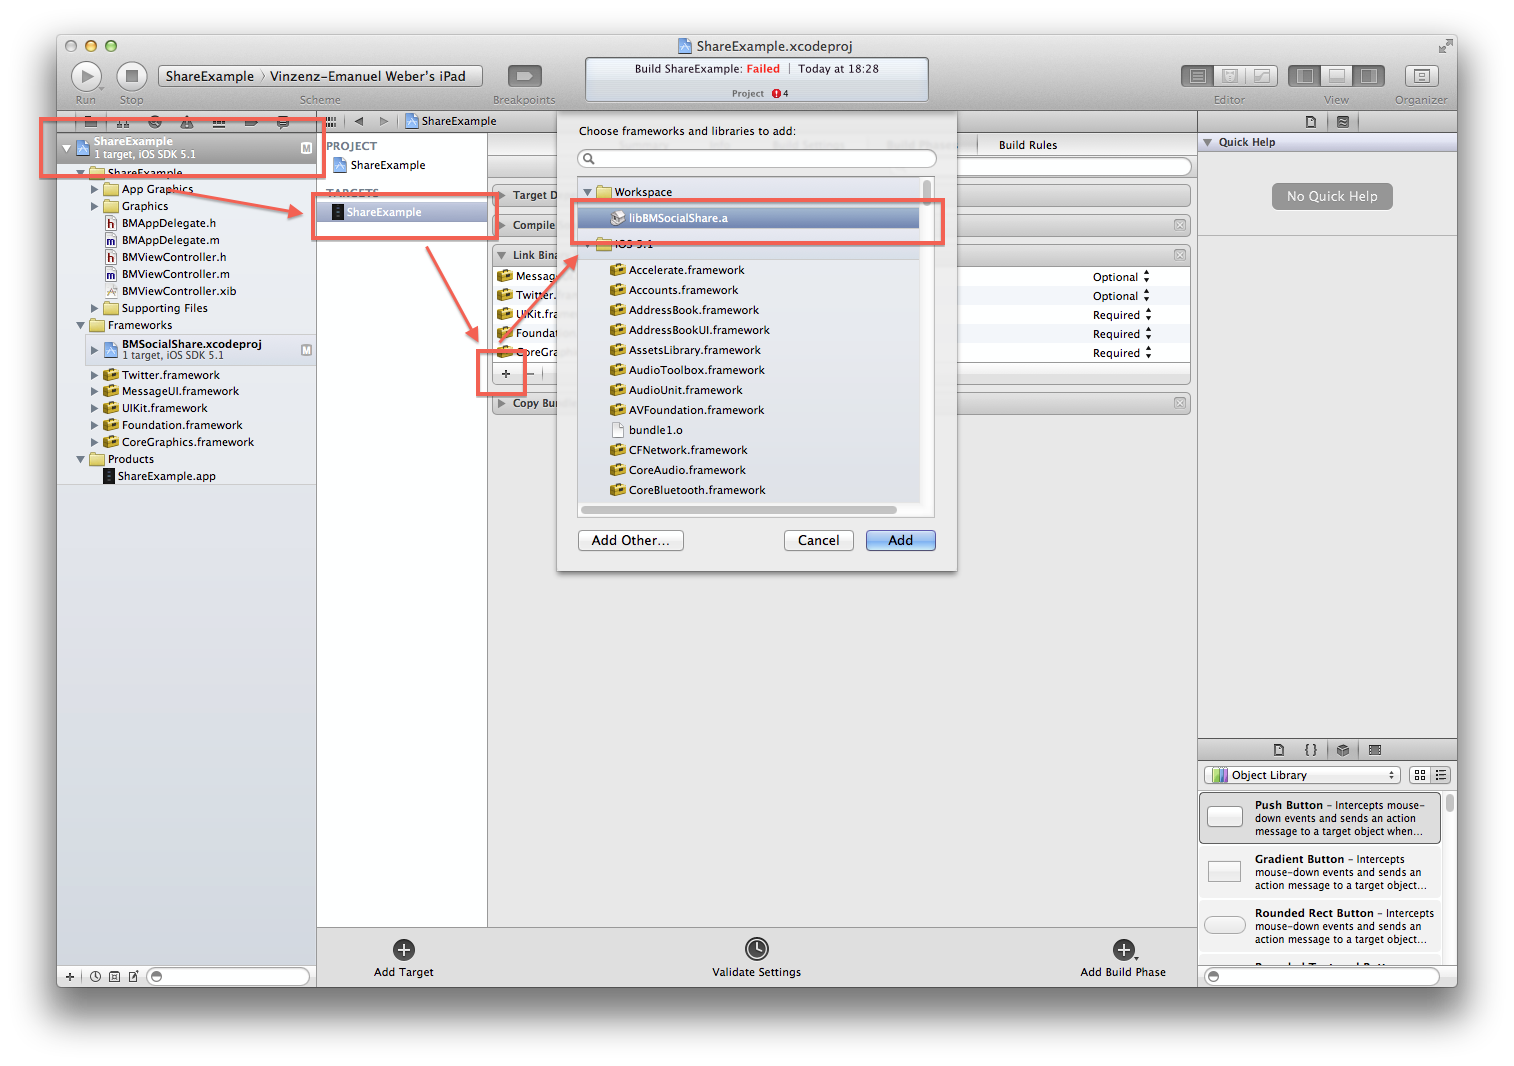 ShareExample.xcodeproj
Run
Stop
ShareExample 〉 Vinzenz-Emanuel Weber's iPad
Scheme
Breakpoints
Build ShareExample: Failed | Today at 18:28
Project 4
Editor
View
Organizer
ShareExample
1 target, iOS SDK 5.1
M
ShareExample
App Graphics
Graphics
BMAppDelegate.h
BMAppDelegate.m
BMViewController.h
BMViewController.m
BMViewController.xib
Supporting Files
Frameworks
BMSocialShare.xcodeproj
1 target, iOS SDK 5.1
M
Twitter.framework
MessageUI.framework
UIKit.framework
Foundation.framework
CoreGraphics.framework
Products
ShareExample.app
ShareExample
PROJECT
ShareExample
TARGETS
ShareExample
Build Rules
Target D
Compile
Link Bina
Messag
Optional
Twitter.
Optional
UIKit.fra
Required
Foundat
Required
CoreGra
Required
Copy Bun
Choose frameworks and libraries to add:
Workspace
libBMSocialShare.a
iOS 5.1
Accelerate.framework
Accounts.framework
AddressBook.framework
AddressBookUI.framework
AssetsLibrary.framework
AudioToolbox.framework
AudioUnit.framework
AVFoundation.framework
bundle1.o
CFNetwork.framework
CoreAudio.framework
CoreBluetooth.framework
Add Other...
Cancel
Add
Add Target
Validate Settings
Add Build Phase
Quick Help
No Quick Help
Object Library
Push Button – Intercepts mouse-
down events and sends an action
message to a target object when...
Gradient Button – Intercepts
mouse-down events and sends an
action message to a target object...
Rounded Rect Button – Intercepts
mouse-down events and sends an
action message to a target object...